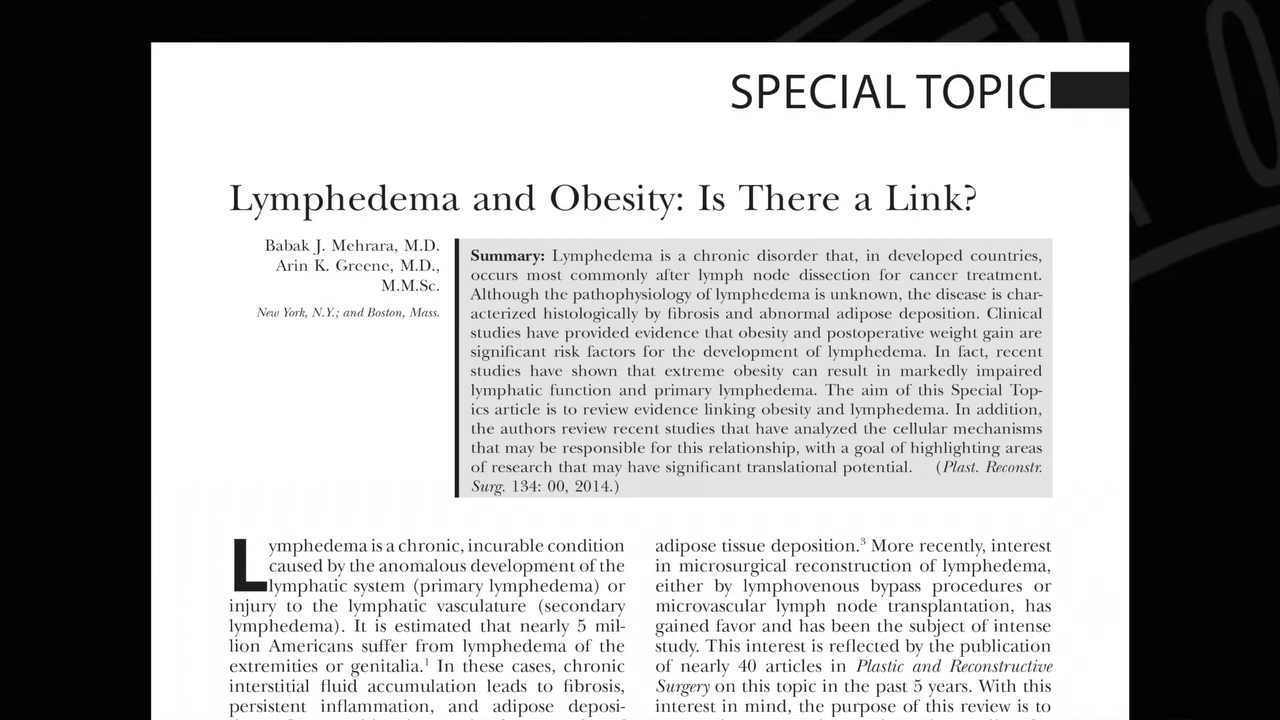 SPECIAL TOPIC
Lymphedema and Obesity: Is There a Link?
Babak J. Mehrara, M.D.
Arin K. Greene, M.D.,
M.M.Sc.
New York, N.Y.; and Boston, Mass.
Summary: Lymphedema is a chronic disorder that, in developed countries,
occurs most commonly after lymph node dissection for cancer treatment.
Although the pathophysiology of lymphedema is unknown, the disease is char-
acterized histologically by fibrosis and abnormal adipose deposition. Clinical
studies have provided evidence that obesity and postoperative weight gain are
significant risk factors for the development of lymphedema. In fact, recent
studies have shown that extreme obesity can result in markedly impaired
lymphatic function and primary lymphedema. The aim of this Special Top-
ics article is to review evidence linking obesity and lymphedema. In addition,
the authors review recent studies that have analyzed the cellular mechanisms
that may be responsible for this relationship, with a goal of highlighting areas
of research that may have significant translational potential. (Plast. Reconstr.
Surg. 134: 00, 2014.)
Lymphedema is a chronic, incurable condition
caused by the anomalous development of the
lymphatic system (primary lymphedema) or
injury to the lymphatic vasculature (secondary
lymphedema). It is estimated that nearly 5 mil-
lion Americans suffer from lymphedema of the
extremities or genitalia.¹ In these cases, chronic
interstitial fluid accumulation leads to fibrosis,
persistent inflammation, and adipose deposi-
adipose tissue deposition.³ More recently, interest
in microsurgical reconstruction of lymphedema,
either by lymphovenous bypass procedures or
microvascular lymph node transplantation, has
gained favor and has been the subject of intense
study. This interest is reflected by the publication
of nearly 40 articles in Plastic and Reconstructive
Surgery on this topic in the past 5 years. With this
interest in mind, the purpose of this review is to